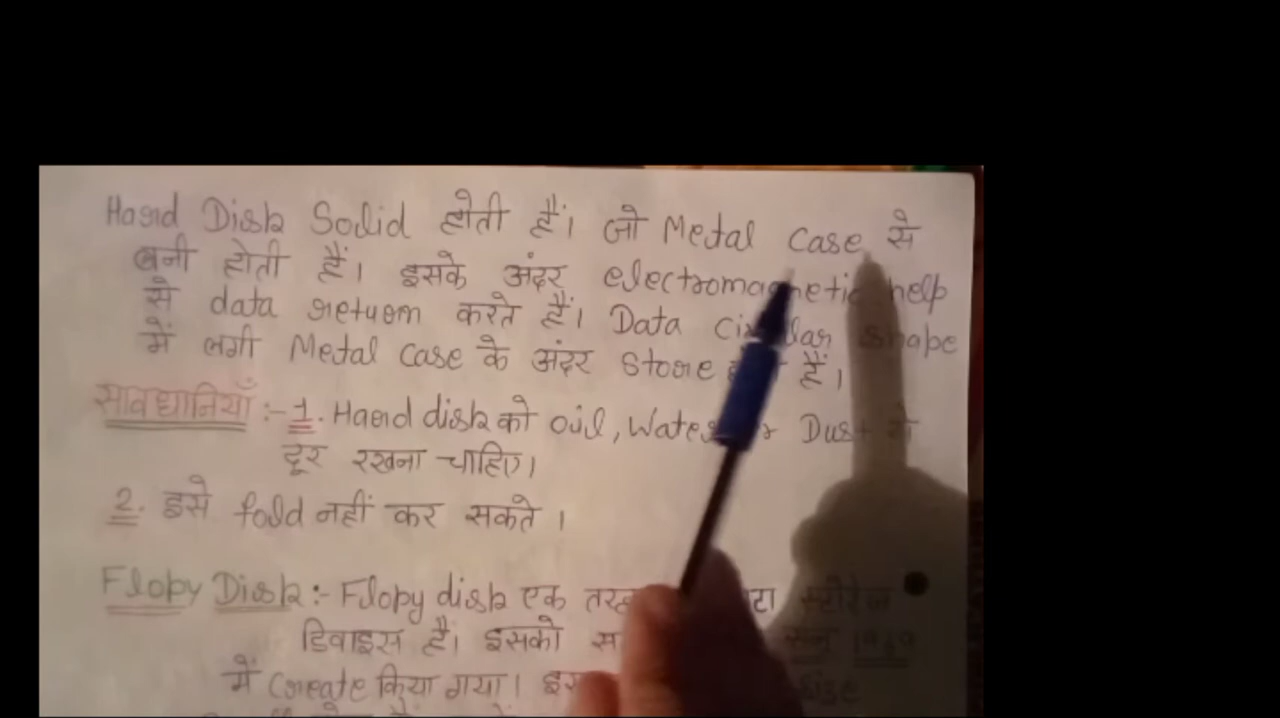 Hard Disk Solid होती हैं। जो Metal Case से
बनी होती हैं। इसके अंदर electromagnetic help
से data return करते हैं। Data circular shape
में लगी Metal case के अंदर Store हैं।
सावधानियाँ :- 1. Hard disk को Oil, Water Dust से
दूर रखना चाहिए।
2. इसे fold नहीं कर सकते।
Flopy Disk :- Flopy disk एक तरह स्टोरेज
डिवाइस हैं। इसको सन्
में Create किया गया। Size